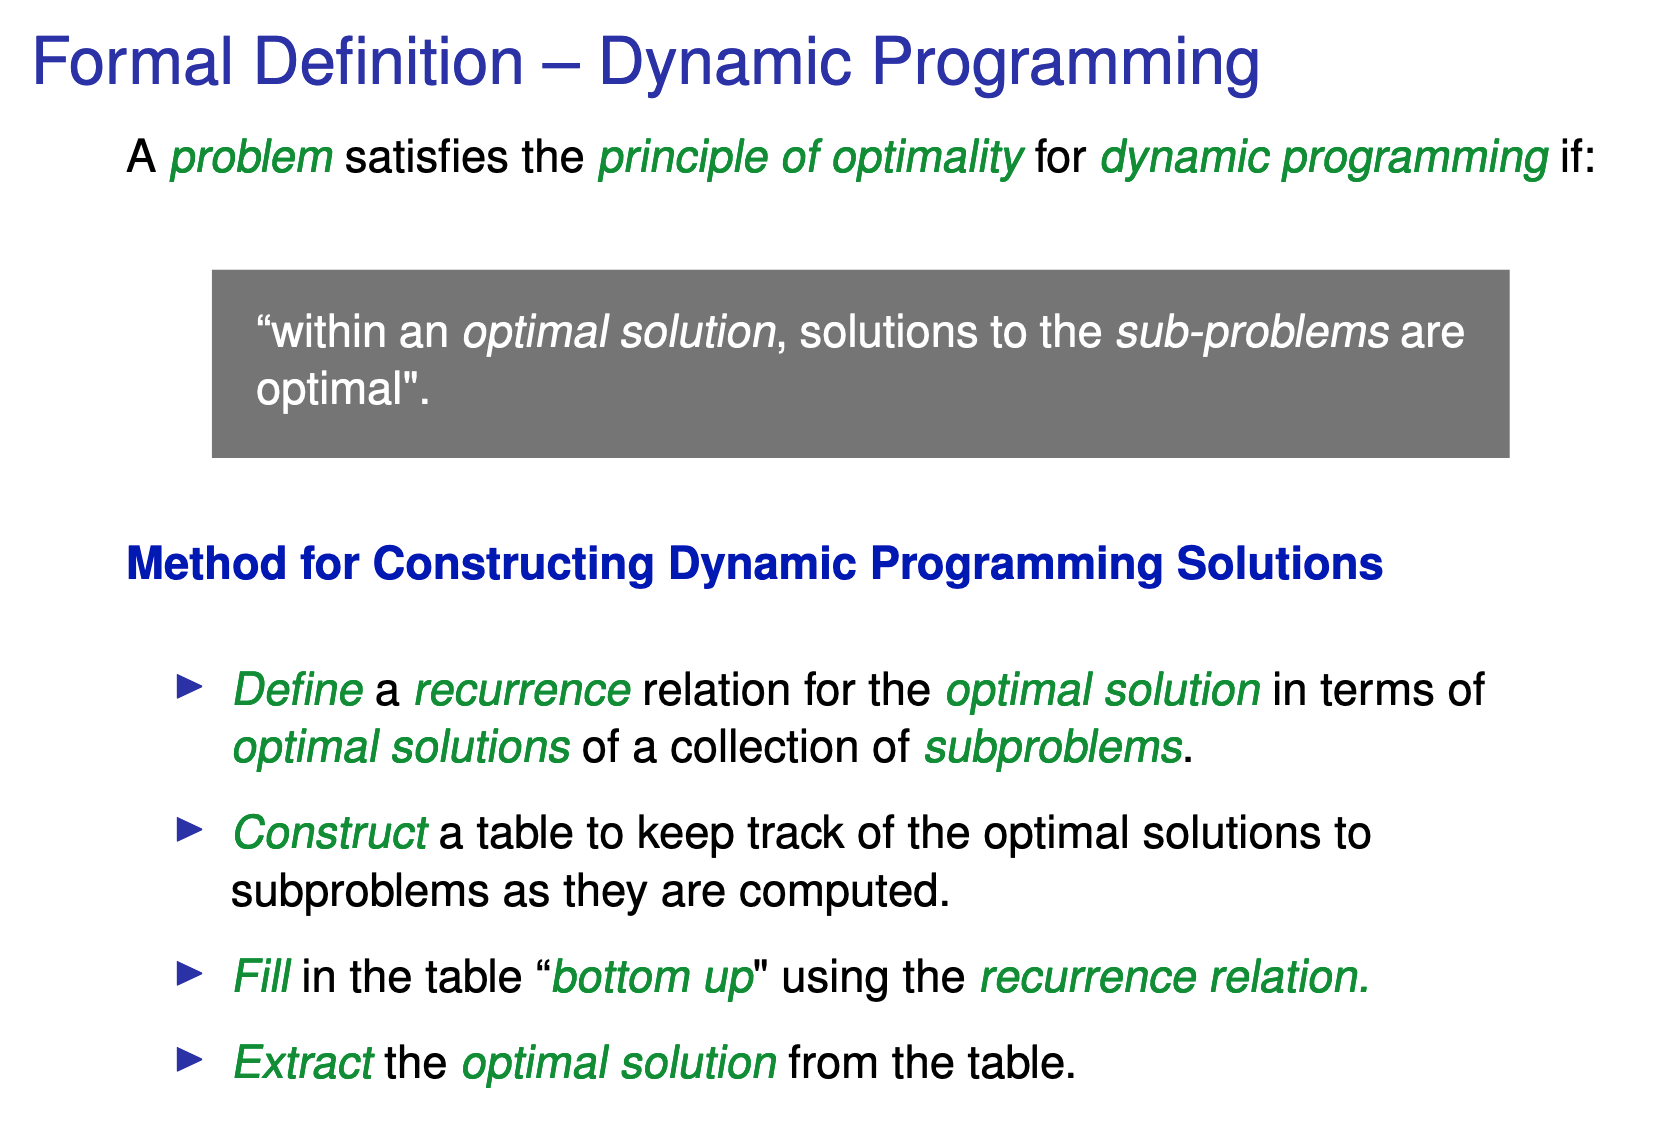 Formal Definition – Dynamic Programming
A problem satisfies the principle of optimality for dynamic programming if:
“within an optimal solution, solutions to the sub-problems are
optimal".
Method for Constructing Dynamic Programming Solutions
▶ Define a recurrence relation for the optimal solution in terms of
optimal solutions of a collection of subproblems.
▶ Construct a table to keep track of the optimal solutions to
subproblems as they are computed.
▶ Fill in the table “bottom up" using the recurrence relation.
▶ Extract the optimal solution from the table.